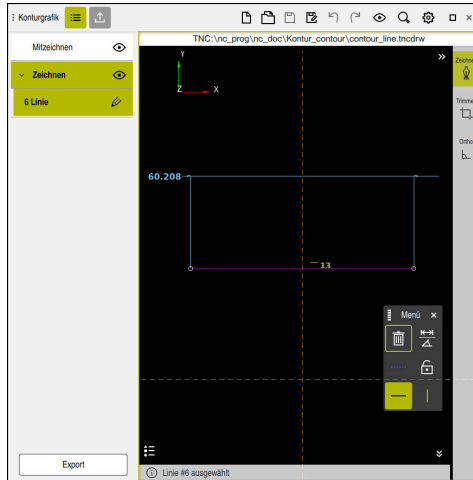 Konturgrafik
TNC:\nc_prog\nc_doc\Kontur_contour\contour_line.tncdrw
Mitzeichnen
Zeichnen
6 Linie
Y
Z
X
60.208
13
Menü
Zeichne
Trimme
Ortho
Export
Linie #6 ausgewählt